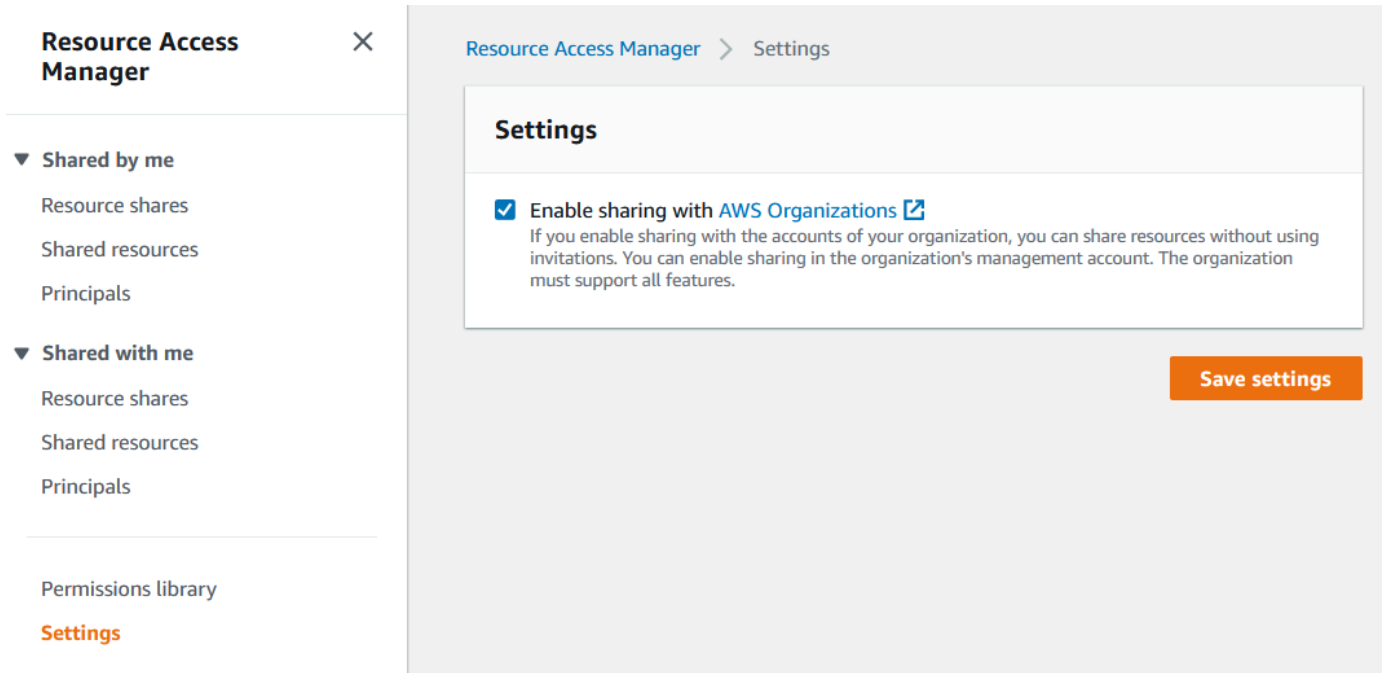 Resource Access
Manager
Shared by me
Resource shares
Shared resources
Principals
Shared with me
Resource shares
Shared resources
Principals
Permissions library
Settings
Resource Access Manager > Settings
Settings
Enable sharing with AWS Organizations
If you enable sharing with the accounts of your organization, you can share resources without using
invitations. You can enable sharing in the organization's management account. The organization
must support all features.
Save settings